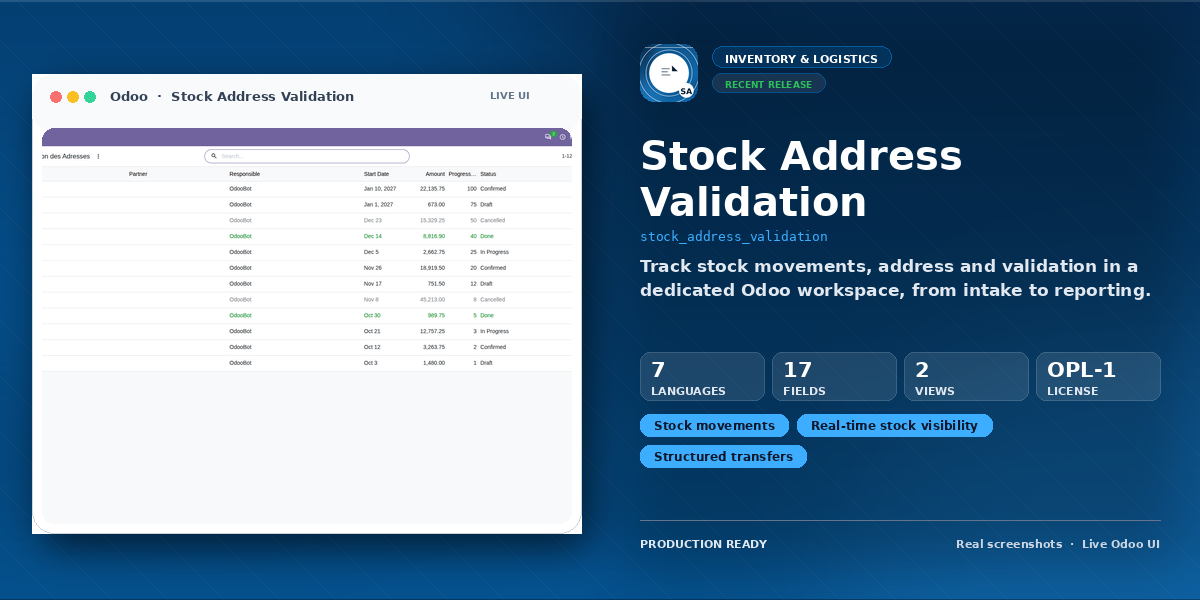 Odoo · Stock Address Validation
LIVE UI
on des Adresses
Search...
1-12
Partner Responsible Start Date Amount Progress... Status
OdooBot Jan 10, 2027 22,135.75 100 Confirmed
OdooBot Jan 1, 2027 673.00 75 Draft
OdooBot Dec 23 15,329.25 50 Cancelled
OdooBot Dec 14 8,816.90 40 Done
OdooBot Dec 5 2,662.75 25 In Progress
OdooBot Nov 26 18,919.50 20 Confirmed
OdooBot Nov 17 751.50 12 Draft
OdooBot Nov 8 45,213.00 8 Cancelled
OdooBot Oct 30 989.75 5 Done
OdooBot Oct 21 12,757.25 3 In Progress
OdooBot Oct 12 3,263.75 2 Confirmed
OdooBot Oct 3 1,480.00 1 Draft
SA
INVENTORY & LOGISTICS
RECENT RELEASE
Stock Address
Validation
stock_address_validation
Track stock movements, address and validation in a
dedicated Odoo workspace, from intake to reporting.
7
LANGUAGES
17
FIELDS
2
VIEWS
OPL-1
LICENSE
Stock movements
Real-time stock visibility
Structured transfers
PRODUCTION READY
Real screenshots · Live Odoo UI